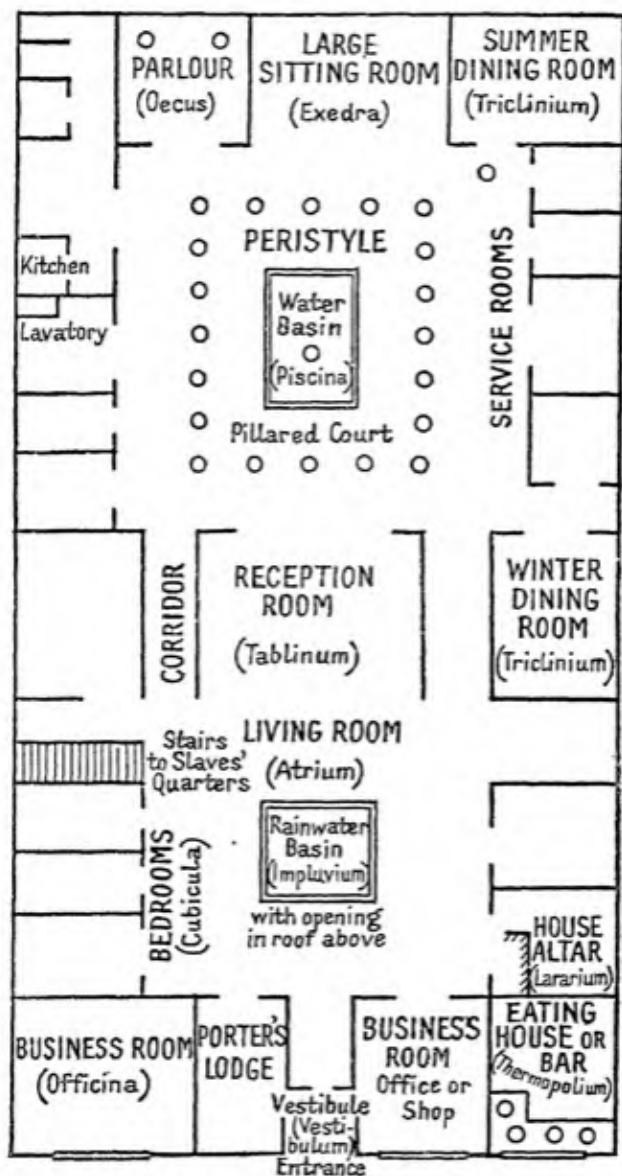 PARLOUR
(Oecus)
LARGE
SITTING ROOM
(Exedra)
SUMMER
DINING ROOM
(Triclinium)
PERISTYLE
Water
Basin
(Piscina)
Pillared Court
Kitchen
Lavatory
SERVICE ROOMS
CORRIDOR
RECEPTION
ROOM
(Tablinum)
WINTER
DINING
ROOM
(Triclinium)
Stairs
to Slaves'
Quarters
LIVING ROOM
(Atrium)
Rainwater
Basin
(Impluvium)
with opening
in roof above
BEDROOMS
(Cubicula)
HOUSE
ALTAR
(Lararium)
BUSINESS ROOM
(Officina)
PORTER'S
LODGE
Vestibule
(Vesti-
bulum)
Entrance
BUSINESS
ROOM
Office or
Shop
EATING
HOUSE OR
BAR
(Thermopolium)